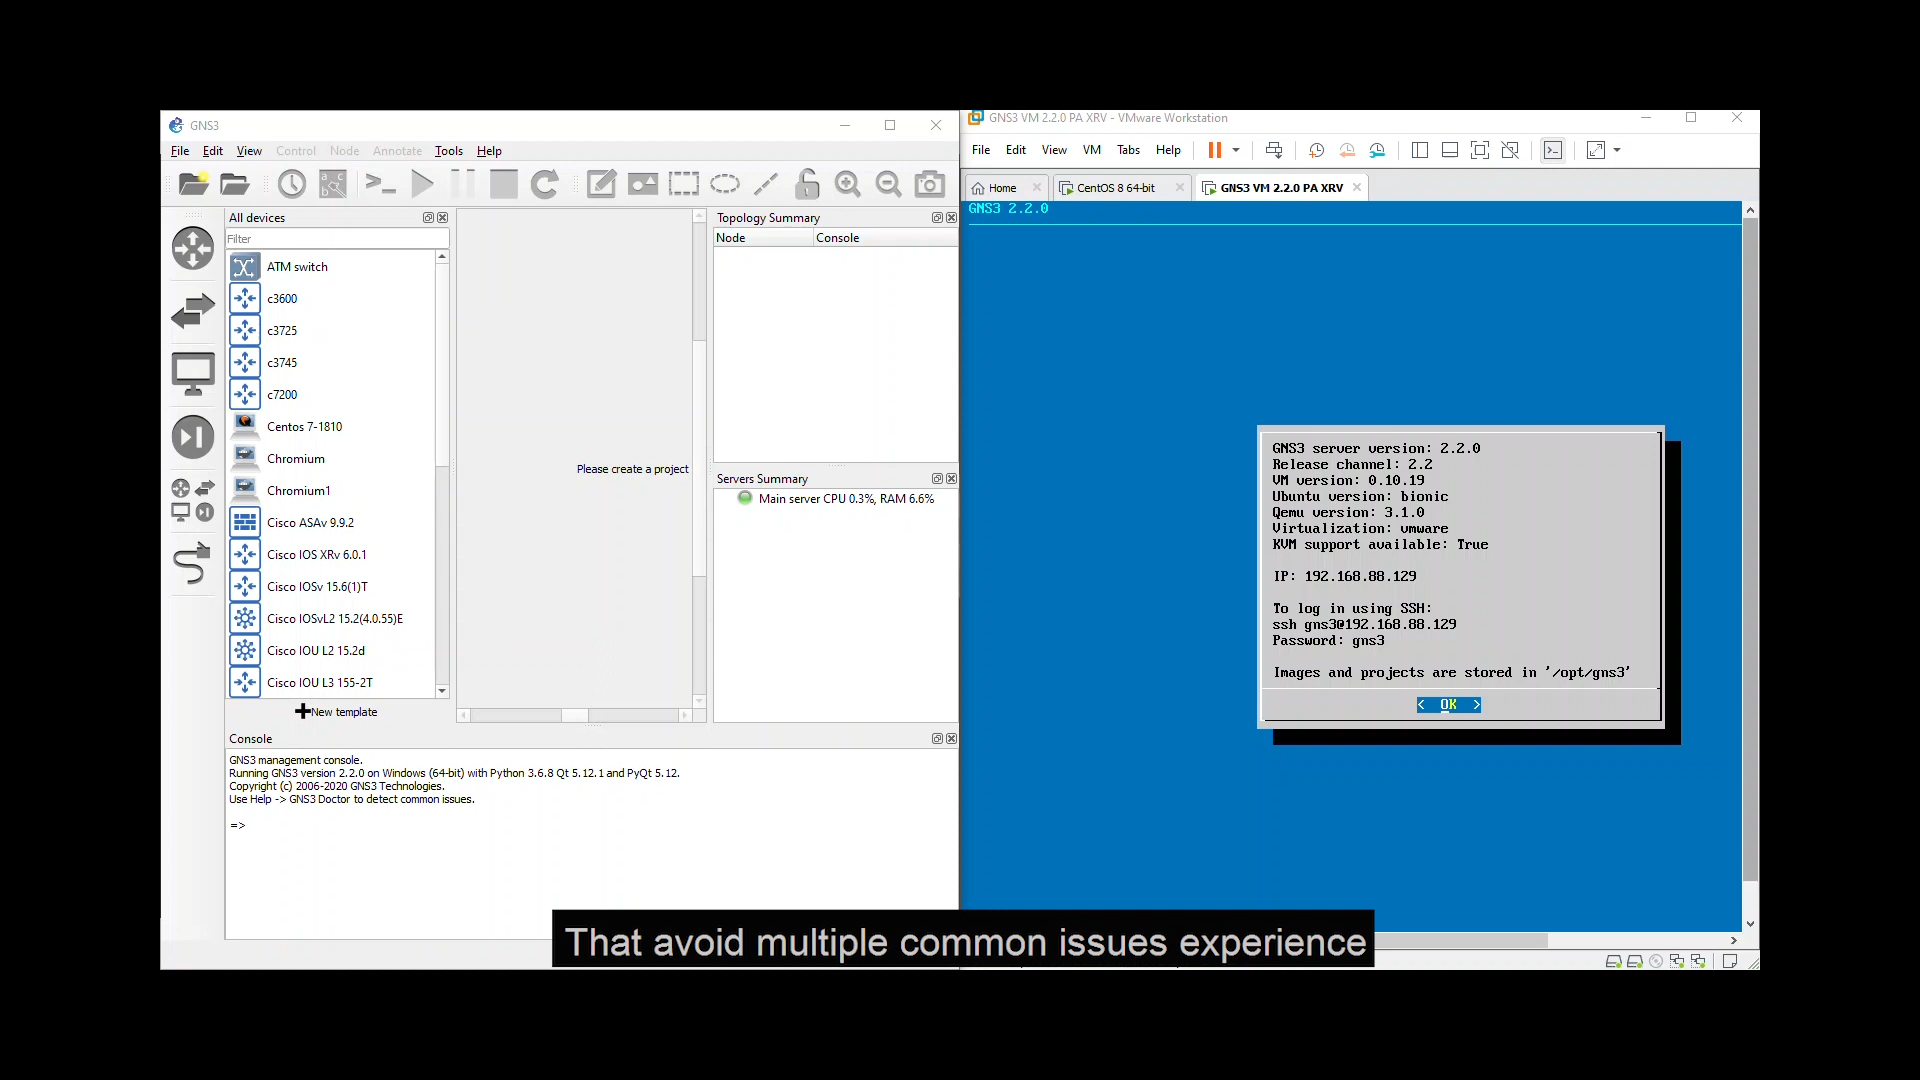 GNS3
File Edit View Control Node Annotate Tools Help
All devices
Filter
ATM switch
c3600
c3725
c3745
c7200
Centos 7-1810
Chromium
Chromium1
Cisco ASAv 9.9.2
Cisco IOS XRv 6.0.1
Cisco IOSv 15.6(1)T
Cisco IOSvL2 15.2(4.0.55)E
Cisco IOU L2 15.2d
Cisco IOU L3 155-2T
New template
Please create a project
Topology Summary
Node Console
Servers Summary
Main server CPU 0.3%, RAM 6.6%
Console
GNS3 management console.
Running GNS3 version 2.2.0 on Windows (64-bit) with Python 3.6.8 Qt 5.12.1 and PyQt 5.12.
Copyright (c) 2006-2020 GNS3 Technologies.
Use Help -> GNS3 Doctor to detect common issues.
=>
GNS3 VM 2.2.0 PA XRV - VMware Workstation
File Edit View VM Tabs Help
Home CentOS 8 64-bit GNS3 VM 2.2.0 PA XRV
GNS3 2.2.0
GNS3 server version: 2.2.0
Release channel: 2.2
VM version: 0.10.19
Ubuntu version: bionic
Qemu version: 3.1.0
Virtualization: vmware
KVM support available: True
IP: 192.168.88.129
To log in using SSH:
ssh gns3@192.168.88.129
Password: gns3
Images and projects are stored in '/opt/gns3'
< OK >
That avoid multiple common issues experience